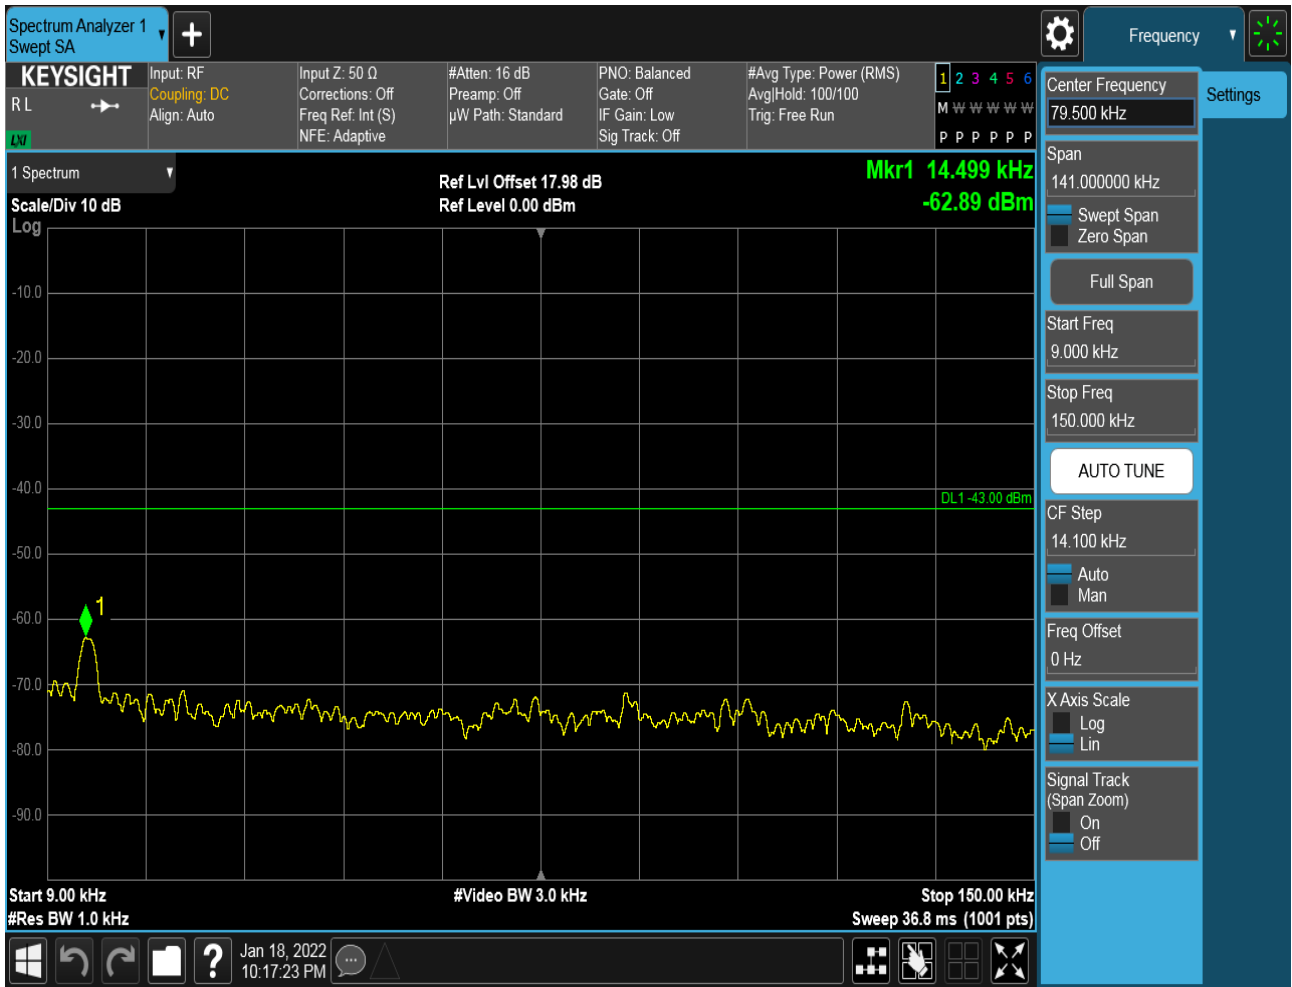 Spectrum Analyzer 1
Swept SA
Frequency
KEYSIGHT
R L
LXI
Input: RF
Coupling: DC
Align: Auto
Input Z: 50 Ω
Corrections: Off
Freq Ref: Int (S)
NFE: Adaptive
#Atten: 16 dB
Preamp: Off
µW Path: Standard
PNO: Balanced
Gate: Off
IF Gain: Low
Sig Track: Off
#Avg Type: Power (RMS)
Avg|Hold: 100/100
Trig: Free Run
1 2 3 4 5 6
M W W W W W
P P P P P P
1 Spectrum
Scale/Div 10 dB
Log
Ref Lvl Offset 17.98 dB
Ref Level 0.00 dBm
Mkr1 14.499 kHz
-62.89 dBm
-10.0
-20.0
-30.0
-40.0
DL1 -43.00 dBm
-50.0
-60.0
1
-70.0
-80.0
-90.0
Start 9.00 kHz
#Res BW 1.0 kHz
#Video BW 3.0 kHz
Stop 150.00 kHz
Sweep 36.8 ms (1001 pts)
Center Frequency
79.500 kHz
Settings
Span
141.000000 kHz
Swept Span
Zero Span
Full Span
Start Freq
9.000 kHz
Stop Freq
150.000 kHz
AUTO TUNE
CF Step
14.100 kHz
Auto
Man
Freq Offset
0 Hz
X Axis Scale
Log
Lin
Signal Track
(Span Zoom)
On
Off
?
Jan 18, 2022
10:17:23 PM